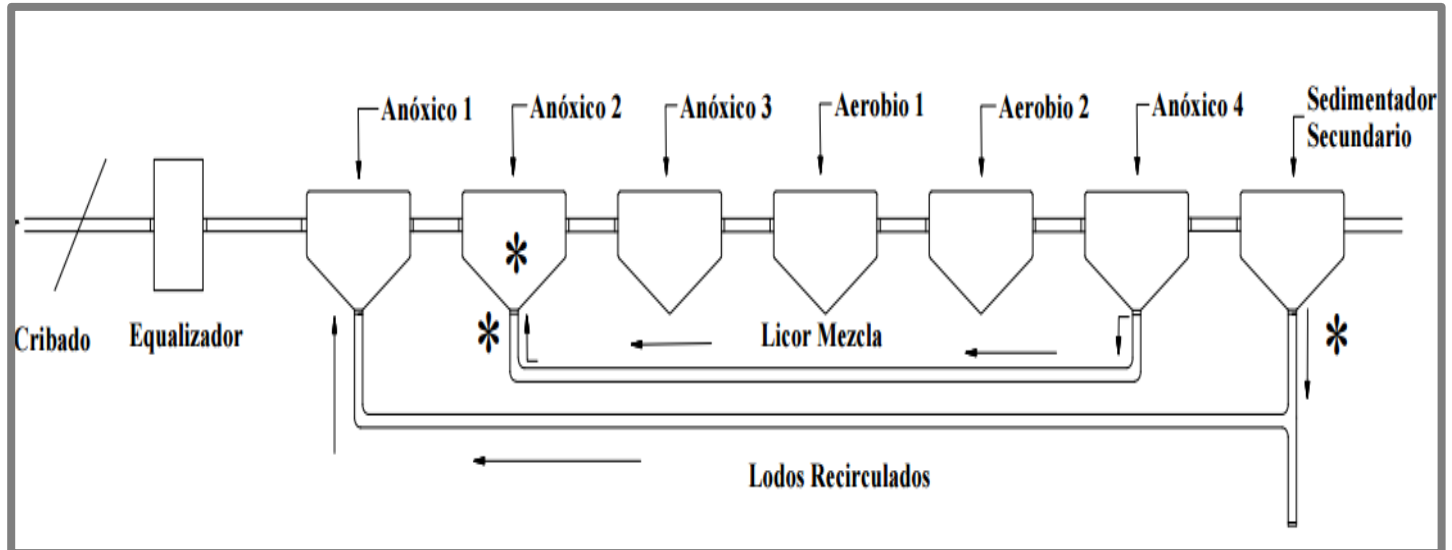 Anóxico 1
Anóxico 2
Anóxico 3
Aerobio 1
Aerobio 2
Anóxico 4
Sedimentador
Secundario
Cribado
Equalizador
*
*
*
Licor Mezcla
Lodos Recirculados